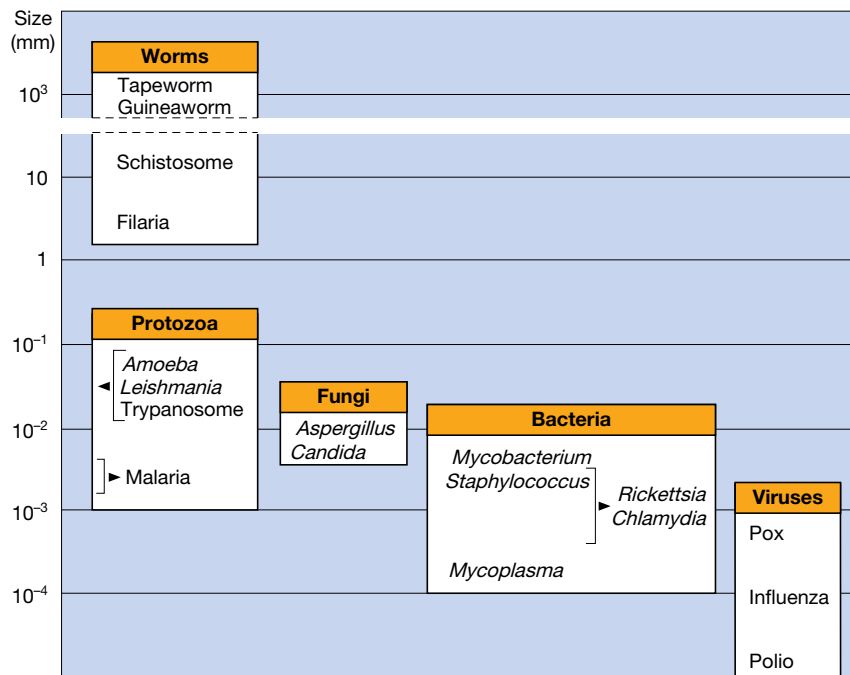 Size
(mm)
10³
10
1
10⁻¹
10⁻²
10⁻³
10⁻⁴
Worms
Tapeworm
Guineaworm
Schistosome
Filaria
Protozoa
Amoeba
Leishmania
Trypanosome
Malaria
Fungi
Aspergillus
Candida
Bacteria
Mycobacterium
Staphylococcus
Rickettsia
Chlamydia
Mycoplasma
Viruses
Pox
Influenza
Polio